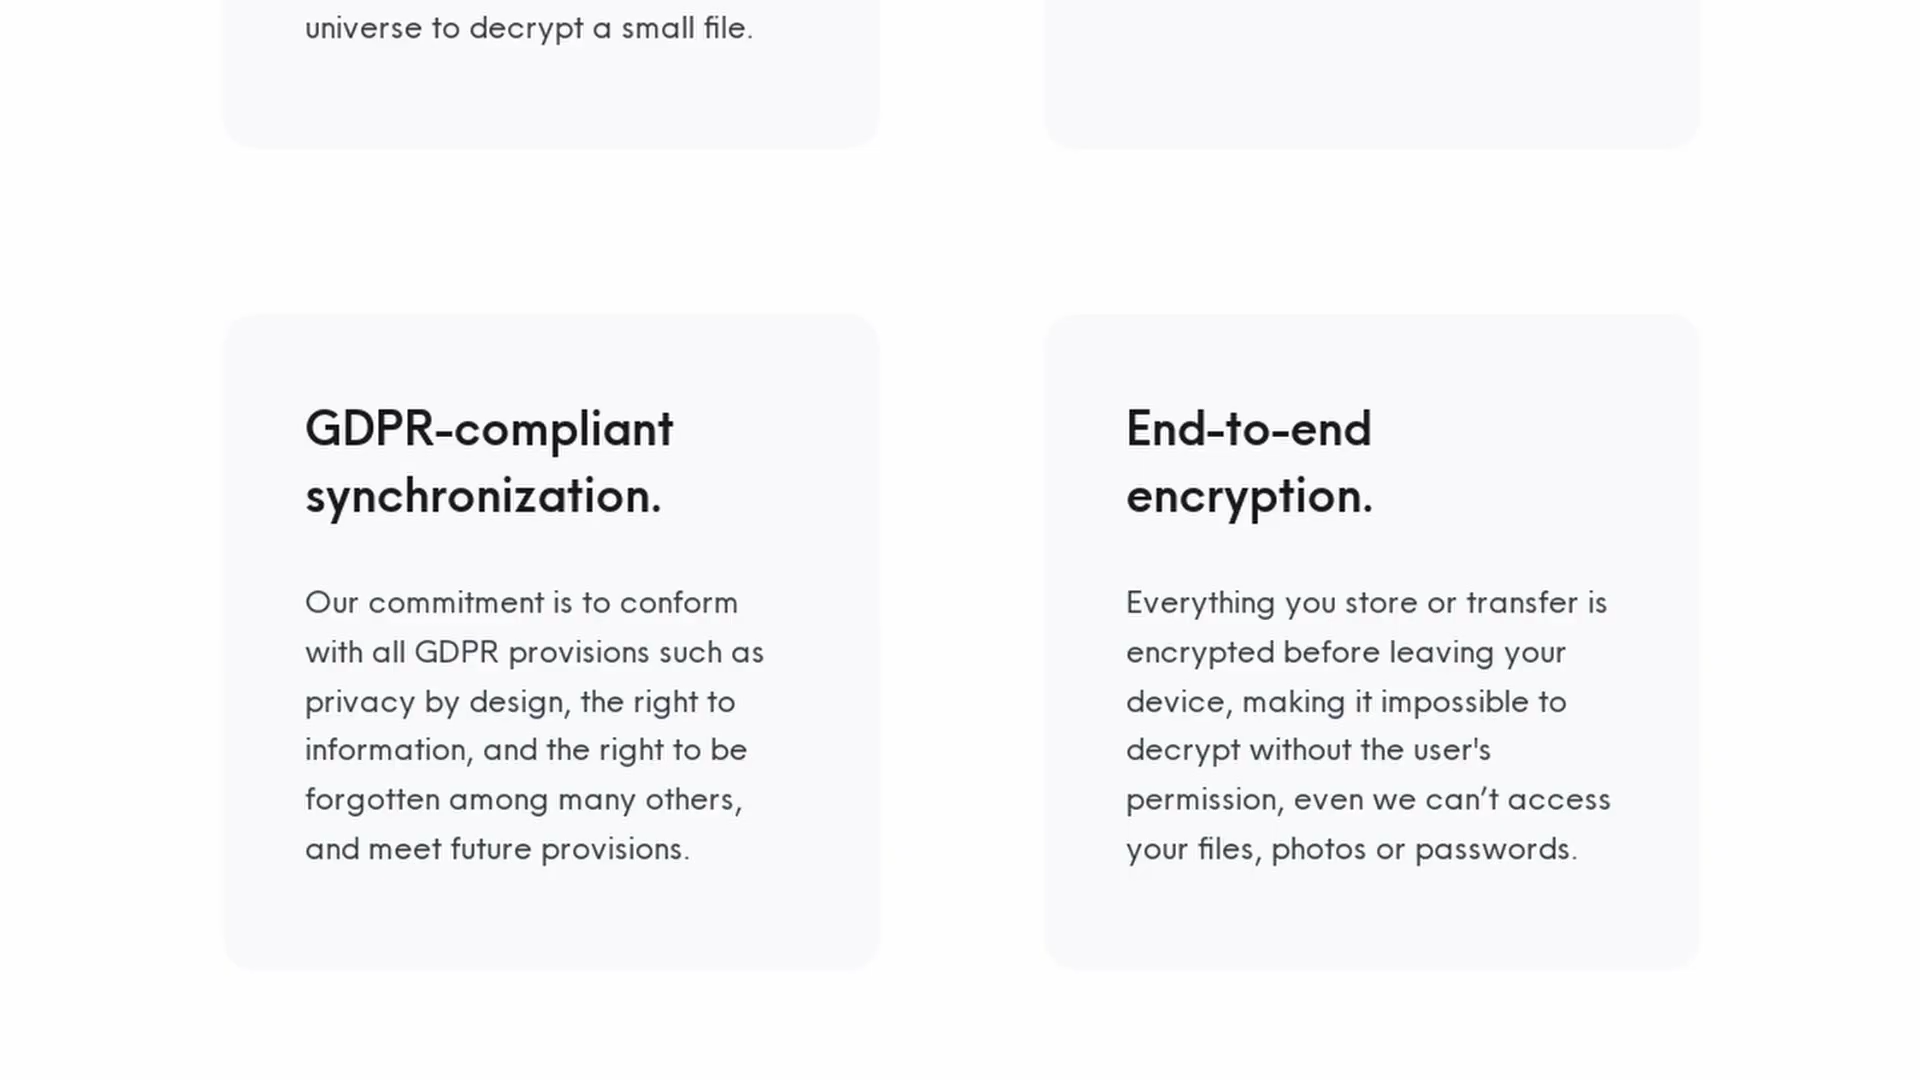 universe to decrypt a small file.
GDPR-compliant
synchronization.
Our commitment is to conform
with all GDPR provisions such as
privacy by design, the right to
information, and the right to be
forgotten among many others,
and meet future provisions.
End-to-end
encryption.
Everything you store or transfer is
encrypted before leaving your
device, making it impossible to
decrypt without the user's
permission, even we can’t access
your files, photos or passwords.